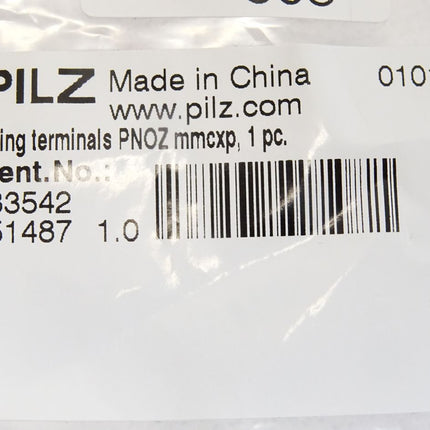 PILZ Made in China 0101
www.pilz.com
ing terminals PNOZ mmcxp, 1 pc.
ent.No.:
33542
51487 1.0